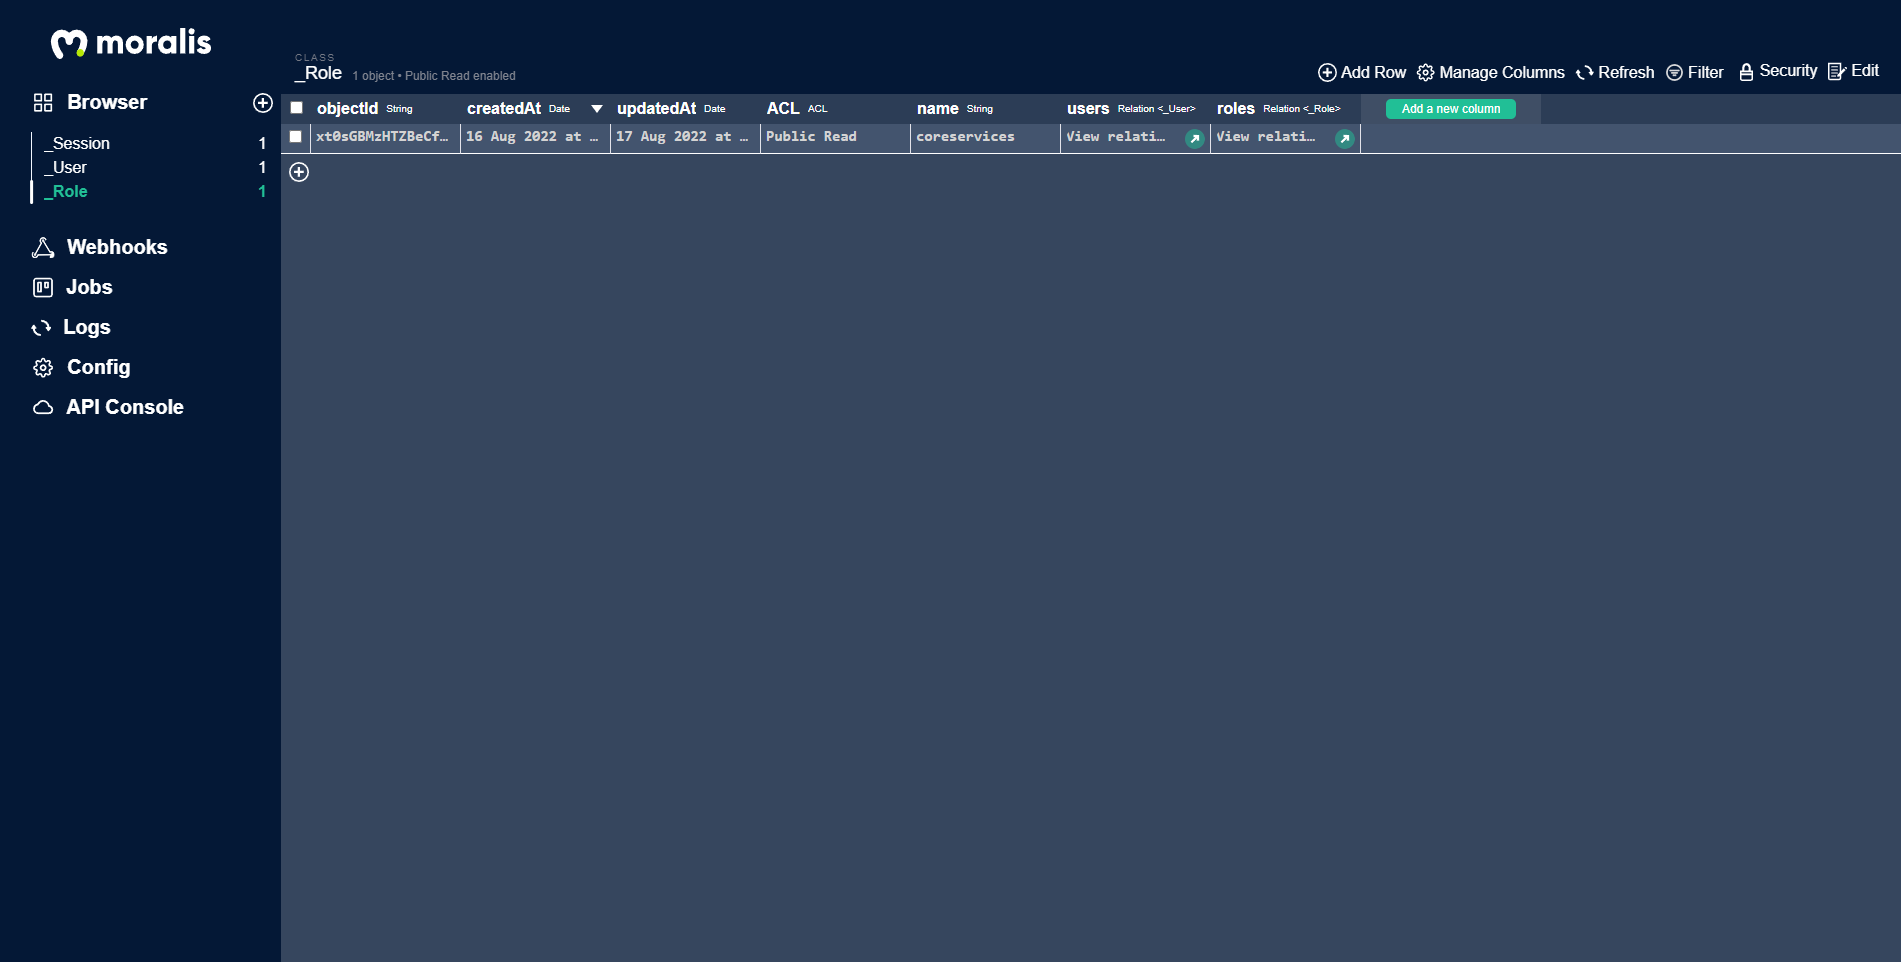 moralis
CLASS
_Role 1 object • Public Read enabled
Add Row Manage Columns Refresh Filter Security Edit
Browser
_Session 1
_User 1
_Role 1
Webhooks
Jobs
Logs
Config
API Console
objectId String createdAt Date updatedAt Date ACL ACL name String users Relation <_User> roles Relation <_Role> Add a new column
xt0sGBMzHTZBeCf… 16 Aug 2022 at … 17 Aug 2022 at … Public Read coreservices View relati… View relati…